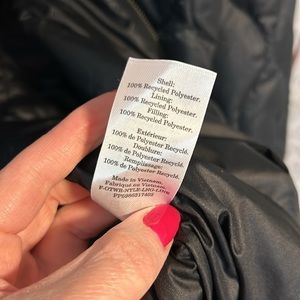 Shell:
100% Recycled Polyester.
Lining:
100% Recycled Polyester.
Filling:
100% Recycled Polyester.
Extérieur:
100% de Polyester Recyclé.
Doublure:
100% de Polyester Recyclé.
Remplissage:
100% de Polyester Recyclé.
Made in Vietnam.
Fabriqué au Vietnam.